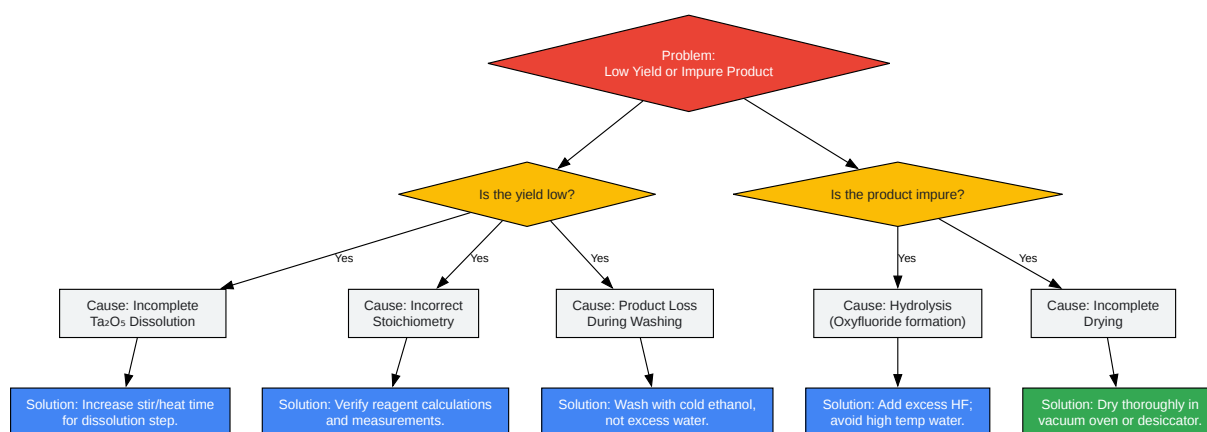 Problem:
Low Yield or Impure Product
Is the yield low?
Is the product impure?
Yes
Yes
Yes
Yes
Yes
Cause: Incomplete
Ta₂O₅ Dissolution
Cause: Incorrect
Stoichiometry
Cause: Product Loss
During Washing
Cause: Hydrolysis
(Oxyfluoride formation)
Cause: Incomplete
Drying
Solution: Increase stir/heat time
for dissolution step.
Solution: Verify reagent calculations
and measurements.
Solution: Wash with cold ethanol,
not excess water.
Solution: Add excess HF;
avoid high temp water.
Solution: Dry thoroughly in
vacuum oven or desiccator.